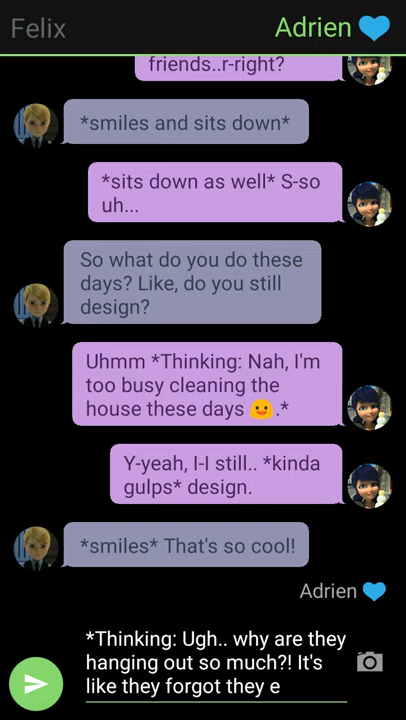 Felix
Adrien 💙
friends..r-right?
*smiles and sits down*
*sits down as well* S-so
uh...
So what do you do these
days? Like, do you still
design?
Uhmm *Thinking: Nah, I'm
too busy cleaning the
house these days 🙂.*
Y-yeah, I-I still.. *kinda
gulps* design.
*smiles* That's so cool!
Adrien 💙
*Thinking: Ugh.. why are they
hanging out so much?! It's
like they forgot they e